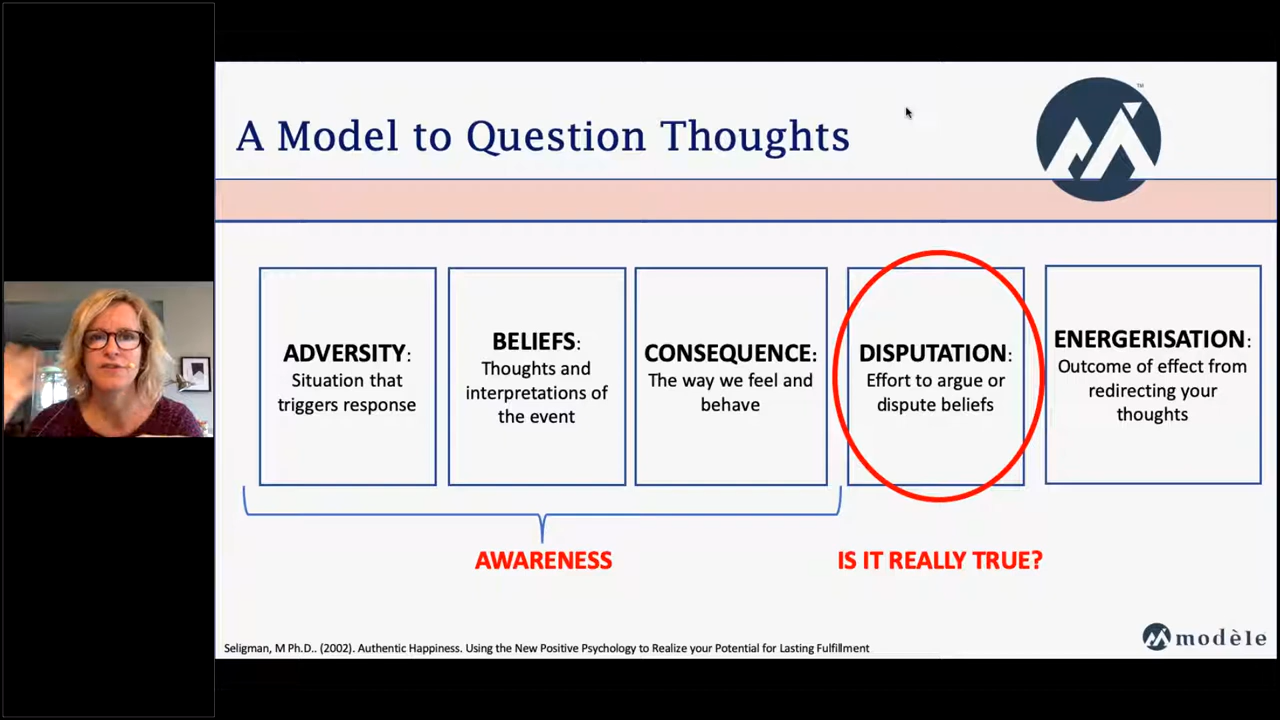 A Model to Question Thoughts
TM
ADVERSITY:
Situation that
triggers response
BELIEFS:
Thoughts and
interpretations of
the event
CONSEQUENCE:
The way we feel and
behave
DISPUTATION:
Effort to argue or
dispute beliefs
ENERGERISATION:
Outcome of effect from
redirecting your
thoughts
AWARENESS
IS IT REALLY TRUE?
Seligman, M Ph.D.. (2002). Authentic Happiness. Using the New Positive Psychology to Realize your Potential for Lasting Fulfillment
modèle